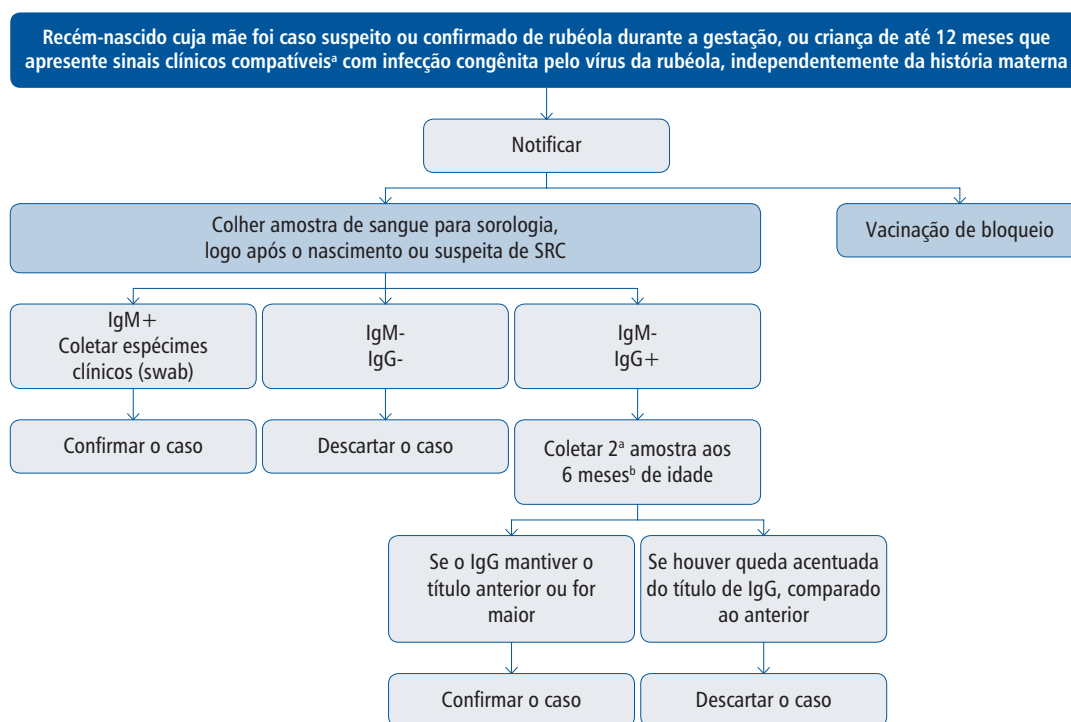 Recém-nascido cuja mãe foi caso suspeito ou confirmado de rubéola durante a gestação, ou criança de até 12 meses que
apresente sinais clínicos compatíveisᵃ com infecção congênita pelo vírus da rubéola, independentemente da história materna
Notificar
Colher amostra de sangue para sorologia,
logo após o nascimento ou suspeita de SRC
Vacinação de bloqueio
IgM+
Coletar espécimes
clínicos (swab)
IgM-
IgG-
IgM-
IgG+
Confirmar o caso
Descartar o caso
Coletar 2ª amostra aos
6 mesesᵇ de idade
Se o IgG mantiver o
título anterior ou for
maior
Se houver queda acentuada
do título de IgG, comparado
ao anterior
Confirmar o caso
Descartar o caso